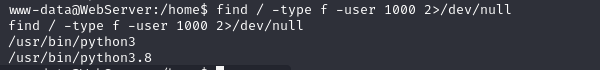 www-data@WebServer:/home$ find / -type f -user 1000 2>/dev/null
find / -type f -user 1000 2>/dev/null
/usr/bin/python3
/usr/bin/python3.8